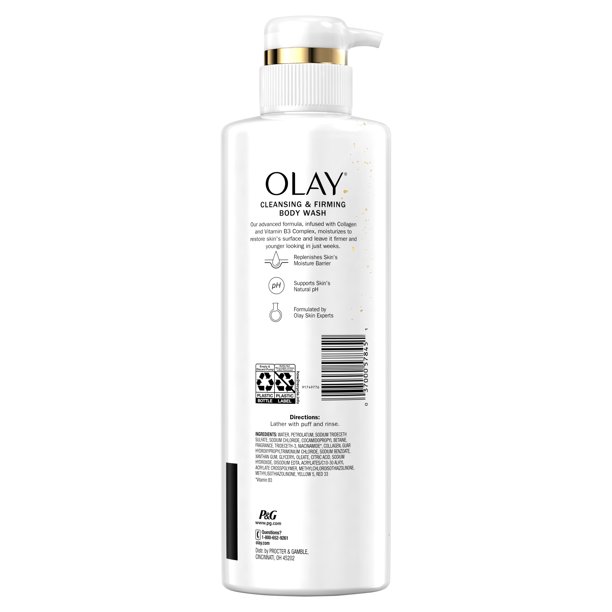 OLAY®
CLEANSING & FIRMING
BODY WASH
Our advanced formula, infused with Collagen
and Vitamin B3 Complex, moisturizes to
restore skin's surface and leave it firmer and
younger looking in just weeks.
Replenishes Skin's
Moisture Barrier
pH
Supports Skin's
Natural pH
Formulated by
Olay Skin Experts
PLASTIC
BOTTLE
PLASTIC
LABEL
how2recycle.info
91749776
0 37000 57845 1
Directions:
Lather with puff and rinse.
INGREDIENTS: WATER, PETROLATUM, SODIUM TRIDECETH
SULFATE, SODIUM CHLORIDE, COCAMIDOPROPYL BETAINE,
FRAGRANCE, TRIDECETH-3, NIACINAMIDE*, COLLAGEN, GUAR
HYDROXYPROPYLTRIMONIUM CHLORIDE, SODIUM BENZOATE,
XANTHAN GUM, GLYCERYL OLEATE, CITRIC ACID, SODIUM
HYDROXIDE, DISODIUM EDTA, ACRYLATES/C10-30 ALKYL
ACRYLATE CROSSPOLYMER, METHYLCHLOROISOTHIAZOLINONE,
METHYLISOTHIAZOLINONE, YELLOW 5, RED 33
*Vitamin B3
P&G
www.pg.com
Questions?
1-800-652-9261
olay.com
Distr. by PROCTER & GAMBLE,
CINCINNATI, OH 45202